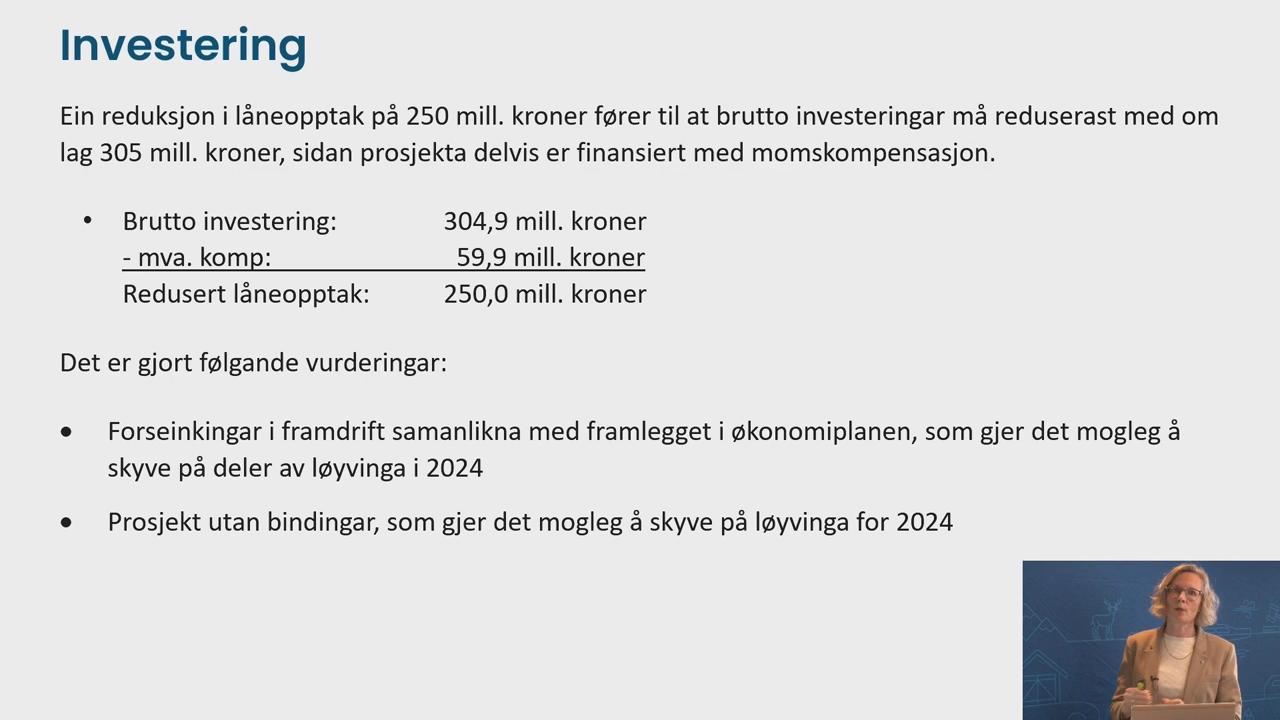 Investering
Ein reduksjon i låneopptak på 250 mill. kroner fører til at brutto investeringar må reduserast med om
lag 305 mill. kroner, sidan prosjekta delvis er finansiert med momskompensasjon.
• Brutto investering: 304,9 mill. kroner
- mva. komp: 59,9 mill. kroner
Redusert låneopptak: 250,0 mill. kroner
Det er gjort følgande vurderingar:
• Forseinkingar i framdrift samanlikna med framlegget i økonomiplanen, som gjer det mogleg å
skyve på deler av løyvinga i 2024
• Prosjekt utan bindingar, som gjer det mogleg å skyve på løyvinga for 2024